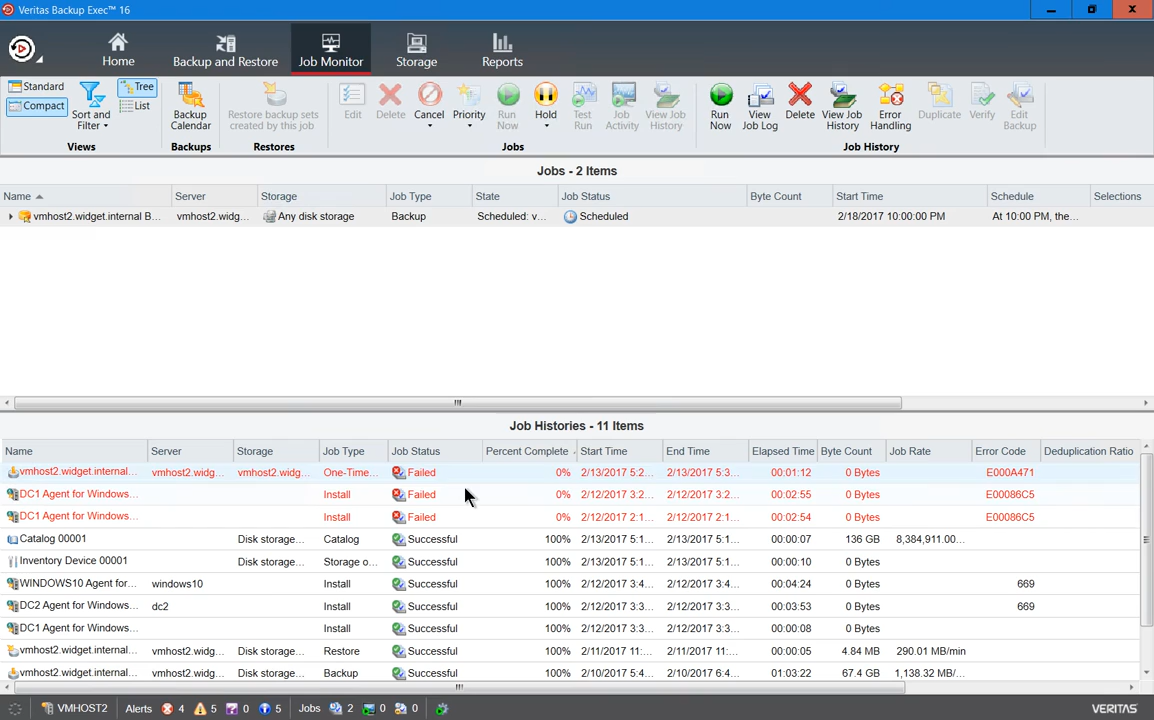 Veritas Backup Exec™ 16
Home
Backup and Restore
Job Monitor
Storage
Reports
Standard
Compact
Sort and Filter
Tree
List
Views
Backup Calendar
Backups
Restore backup sets created by this job
Restores
Edit
Delete
Cancel
Priority
Run Now
Hold
Test Run
Job Activity
View Job History
Jobs
Run Now
View Job Log
Delete
View Job History
Error Handling
Duplicate
Verify
Edit Backup
Job History
Jobs - 2 Items
Name Server Storage Job Type State Job Status Byte Count Start Time Schedule Selections
vmhost2.widget.internal B... vmhost2.widg... Any disk storage Backup Scheduled: v... Scheduled 2/18/2017 10:00:00 PM At 10:00 PM, the...
Job Histories - 11 Items
Name Server Storage Job Type Job Status Percent Complete Start Time End Time Elapsed Time Byte Count Job Rate Error Code Deduplication Ratio
vmhost2.widget.internal... vmhost2.widg... vmhost2.widg... One-Time... Failed 0% 2/13/2017 5:2... 2/13/2017 5:3... 00:01:12 0 Bytes E000A471
DC1 Agent for Windows... Install Failed 0% 2/12/2017 3:2... 2/12/2017 3:2... 00:02:55 0 Bytes E00086C5
DC1 Agent for Windows... Install Failed 0% 2/12/2017 2:1... 2/12/2017 2:1... 00:02:54 0 Bytes E00086C5
Catalog 00001 Disk storage... Catalog Successful 100% 2/13/2017 5:1... 2/13/2017 5:1... 00:00:07 136 GB 8,384,911.00...
Inventory Device 00001 Disk storage... Storage o... Successful 100% 2/13/2017 5:1... 2/13/2017 5:1... 00:00:10 0 Bytes
WINDOWS10 Agent for... windows10 Install Successful 100% 2/12/2017 3:4... 2/12/2017 3:4... 00:04:24 0 Bytes 669
DC2 Agent for Windows... dc2 Install Successful 100% 2/12/2017 3:3... 2/12/2017 3:3... 00:03:53 0 Bytes 669
DC1 Agent for Windows... Install Successful 100% 2/12/2017 3:3... 2/12/2017 3:3... 00:00:08 0 Bytes
vmhost2.widget.internal... vmhost2.widg... Disk storage... Restore Successful 100% 2/11/2017 11:... 2/11/2017 11:... 00:00:05 4.84 MB 290.01 MB/min
vmhost2.widget.internal... vmhost2.widg... Disk storage... Backup Successful 100% 2/10/2017 5:4... 2/10/2017 6:4... 01:03:22 67.4 GB 1,138.32 MB/...
VMHOST2 Alerts 4 5 0 5 Jobs 2 0 0 VERITAS